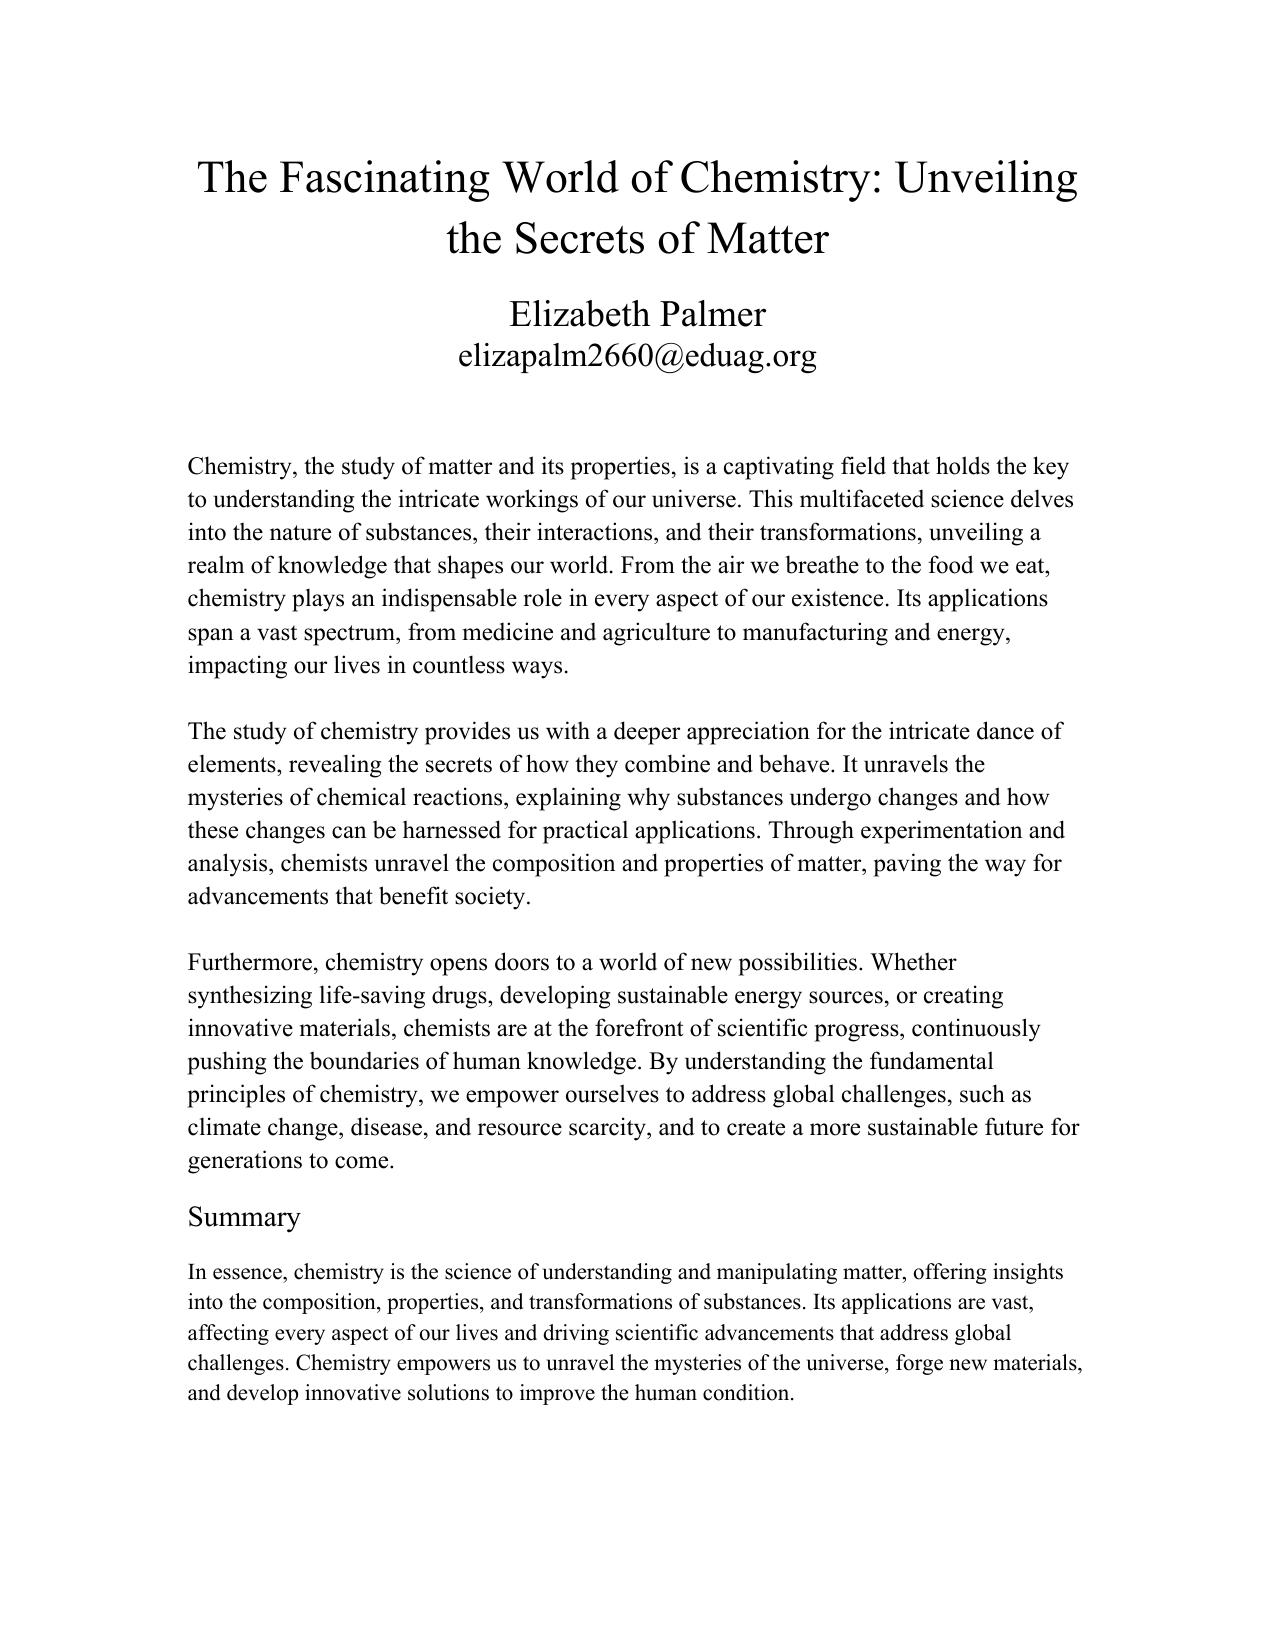 The Fascinating World of Chemistry: Unveiling
the Secrets of Matter
Elizabeth Palmer
elizapalm2660@eduag.org
Chemistry, the study of matter and its properties, is a captivating field that holds the key
to understanding the intricate workings of our universe. This multifaceted science delves
into the nature of substances, their interactions, and their transformations, unveiling a
realm of knowledge that shapes our world. From the air we breathe to the food we eat,
chemistry plays an indispensable role in every aspect of our existence. Its applications
span a vast spectrum, from medicine and agriculture to manufacturing and energy,
impacting our lives in countless ways.
The study of chemistry provides us with a deeper appreciation for the intricate dance of
elements, revealing the secrets of how they combine and behave. It unravels the
mysteries of chemical reactions, explaining why substances undergo changes and how
these changes can be harnessed for practical applications. Through experimentation and
analysis, chemists unravel the composition and properties of matter, paving the way for
advancements that benefit society.
Furthermore, chemistry opens doors to a world of new possibilities. Whether
synthesizing life-saving drugs, developing sustainable energy sources, or creating
innovative materials, chemists are at the forefront of scientific progress, continuously
pushing the boundaries of human knowledge. By understanding the fundamental
principles of chemistry, we empower ourselves to address global challenges, such as
climate change, disease, and resource scarcity, and to create a more sustainable future for
generations to come.
Summary
In essence, chemistry is the science of understanding and manipulating matter, offering insights
into the composition, properties, and transformations of substances. Its applications are vast,
affecting every aspect of our lives and driving scientific advancements that address global
challenges. Chemistry empowers us to unravel the mysteries of the universe, forge new materials,
and develop innovative solutions to improve the human condition.